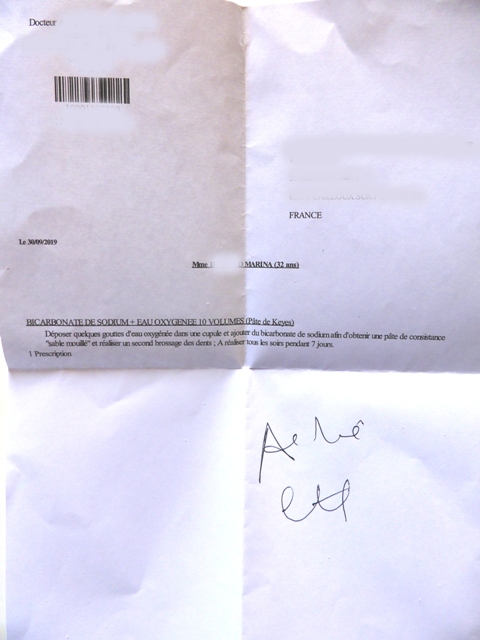 Docteur
FRANCE
Le 30/09/2019
Mme MARINA (32 ans)
BICARBONATE DE SODIUM + EAU OXYGENEE 10 VOLUMES (Pâte de Keyes)
Déposer quelques gouttes d'eau oxygénée dans une cupule et ajouter du bicarbonate de sodium afin d'obtenir une pâte de consistance
"sable mouillé" et réaliser un second brossage des dents ; A réaliser tous les soirs pendant 7 jours.
1 Prescription